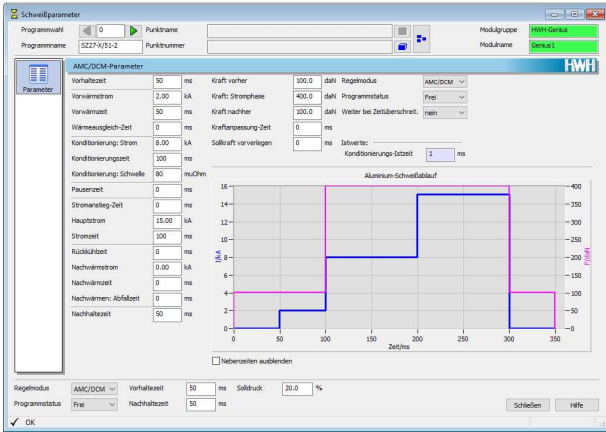 Schweißparameter
Programmwahl 0 Punktname Modulgruppe HWH-Genius
Programmname SZ27-X/51-2 Punktnummer Modulname Genius1
Parameter
AMC/DCM-Parameter HWH
Vorhaltezeit 50 ms Kraft vorher 100.0 daN Regelmodus AMC/DCM
Vorwärmstrom 2.00 kA Kraft: Stromphase 400.0 daN Programmstatus Frei
Vorwärmzeit 50 ms Kraft nachher 100.0 daN Weiter bei Zeitüberschreit. nein
Wärmeausgleich-Zeit 0 ms Kraftanpassung-Zeit 0 ms
Konditionierung: Strom 8.00 kA Sollkraft vorverlegen 0 ms Istwerte:
Konditionierungszeit 100 ms Konditionierungs-Istzeit 1 ms
Konditionierung: Schwelle 80 muOhm
Pausenzeit 0 ms
Stromanstieg-Zeit 0 ms
Hauptstrom 15.00 kA
Stromzeit 100 ms
Rückkühlzeit 0 ms
Nachwärmstrom 0.00 kA
Nachwärmzeit 0 ms
Nachwärmen: Abfallzeit 0 ms
Nachhaltezeit 50 ms
Aluminium-Schweißablauf
16 400
14 350
12 300
10 250
8 200
6 150
4 100
2 50
0 0
I/kA
F/daN
0 50 100 150 200 250 300 350
Zeit/ms
Nebenzeiten ausblenden
Regelmodus AMC/DCM Vorhaltezeit 50 ms Solldruck 20.0 %
Programmstatus Frei Nachhaltezeit 50 ms Schließen Hilfe
OK